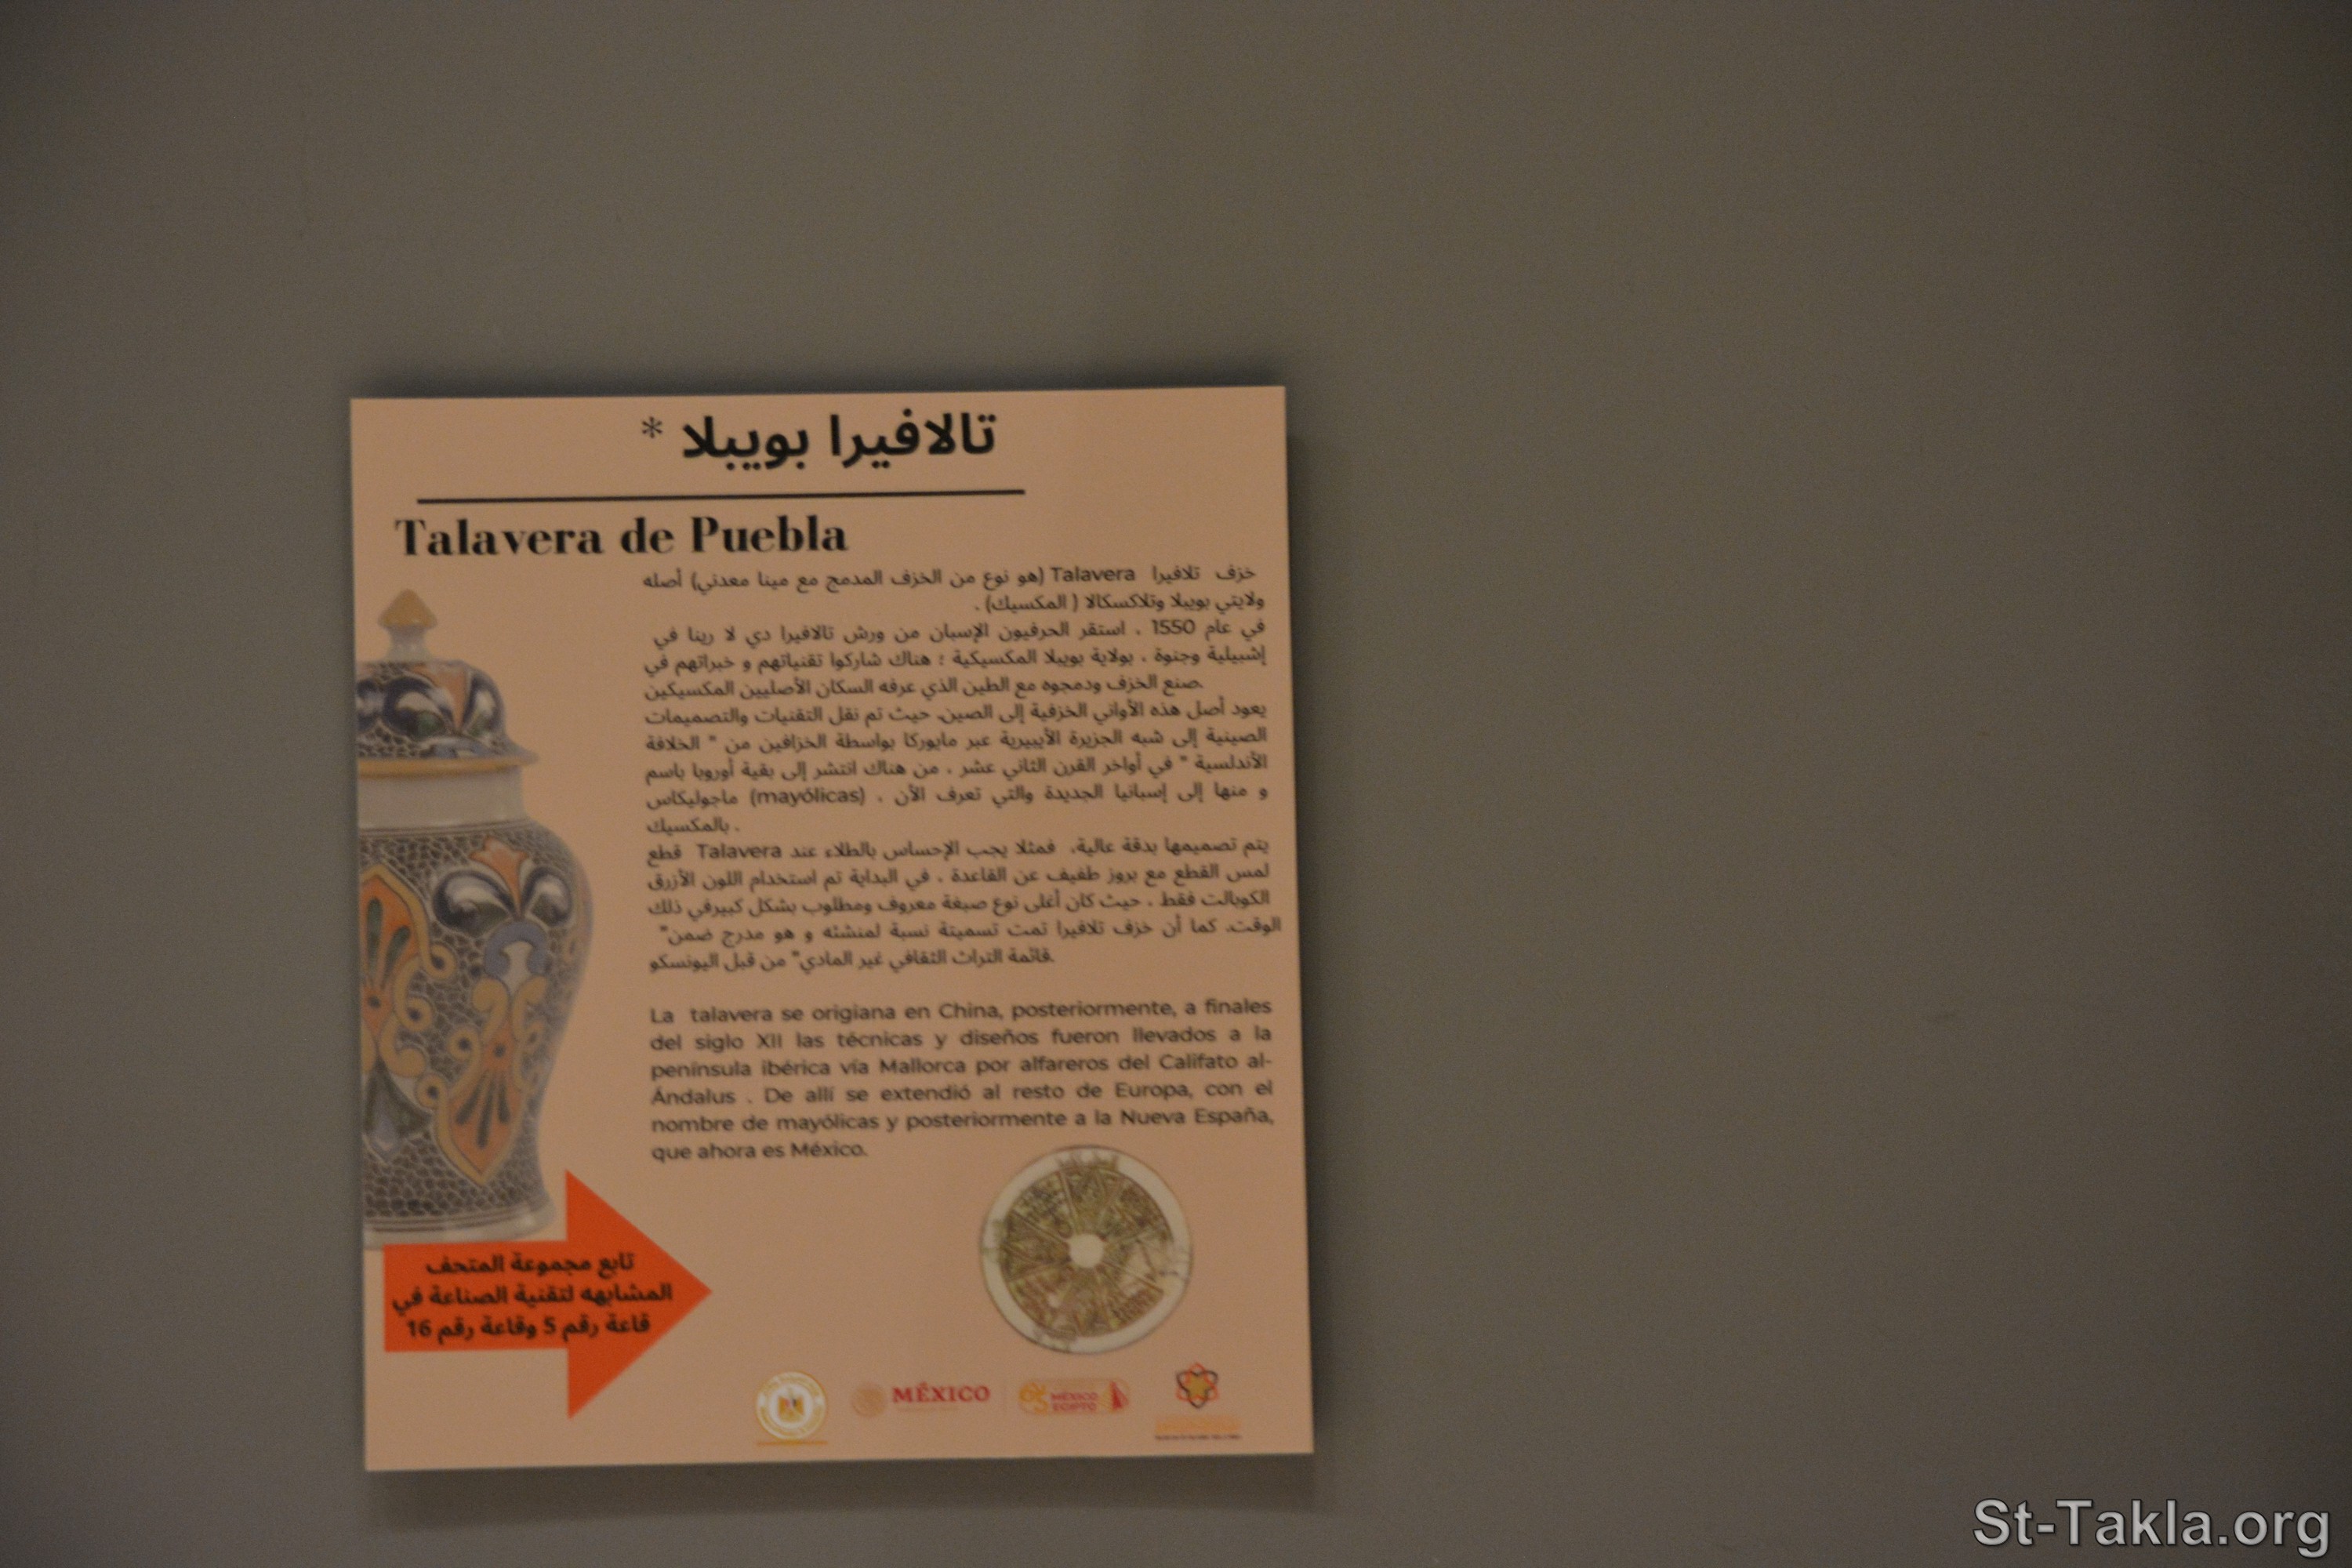 تالافيرا بويبلا *
Talavera de Puebla
خزف تلافيرا Talavera (هو نوع من الخزف المدمج مع مينا معدني) أصله
ولايتي بويبلا وتلاكسكالا ( المكسيك) .
في عام 1550 ، استقر الحرفيون الإسبان من ورش تالافيرا دي لا رينا في
إشبيلية وجنوة ، بولاية بويبلا المكسيكية ؛ هناك شاركوا تقنياتهم و خبراتهم في
صنع الخزف ودمجوه مع الطين الذي عرفه السكان الأصليين المكسيكين.
يعود أصل هذه الأواني الخزفية إلى الصين، حيث تم نقل التقنيات والتصميمات
الصينية إلى شبه الجزيرة الأيبيرية عبر مايوركا بواسطة الخزافين من " الخلافة
الأندلسية " في أواخر القرن الثاني عشر ، من هناك انتشر إلى بقية أوروبا باسم
و منها إلى إسبانيا الجديدة والتي تعرف الأن ، (mayólicas) ماجوليكاس
بالمكسيك .
يتم تصميمها بدقة عالية، فمثلا يجب الإحساس بالطلاء عند Talavera قطع
لمس القطع مع بروز طفيف عن القاعدة ، في البداية تم استخدام اللون الأزرق
الكوبالت فقط ، حيث كان أغلى نوع صبغة معروف ومطلوب بشكل كبيرفي ذلك
الوقت، كما أن خزف تلافيرا تمت تسميتة نسبة لمنشئه و هو مدرج ضمن"
قائمة التراث الثقافي غير المادي" من قبل اليونسكو.
La talavera se origiana en China, posteriormente, a finales
del siglo XII las técnicas y diseños fueron llevados a la
península ibérica vía Mallorca por alfareros del Califato al-
Ándalus . De allí se extendió al resto de Europa, con el
nombre de mayólicas y posteriormente a la Nueva España,
que ahora es México.
تابع مجموعة المتحف
المشابهه لتقنية الصناعة في
قاعة رقم 5 وقاعة رقم 16
MÉXICO
65 MÉXICO
EGIPTO
St-Takla.org